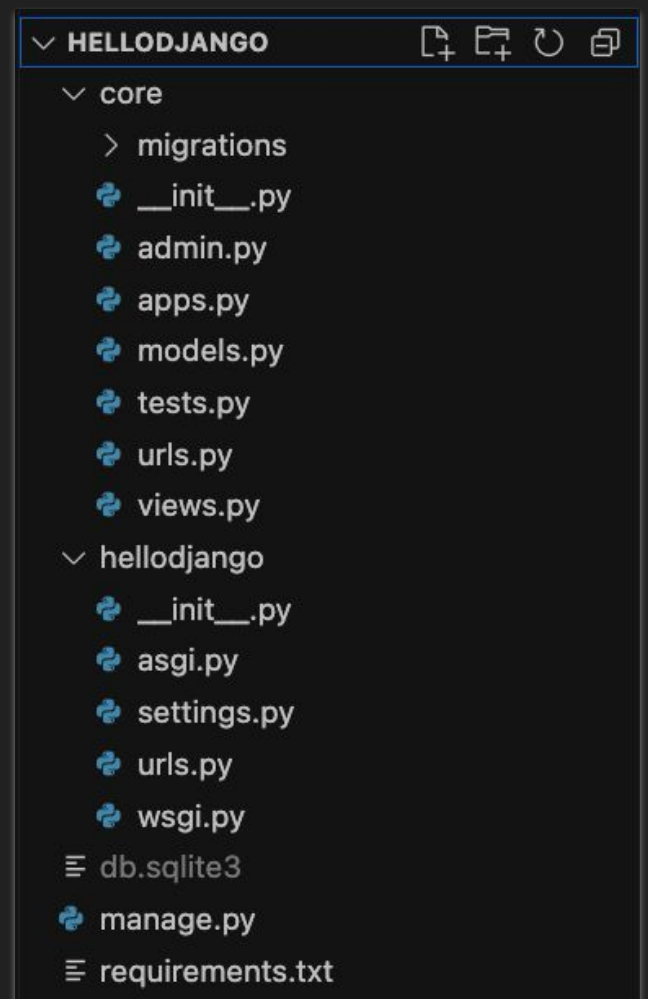 HELLODJANGO
core
migrations
__init__.py
admin.py
apps.py
models.py
tests.py
urls.py
views.py
hellodjango
__init__.py
asgi.py
settings.py
urls.py
wsgi.py
db.sqlite3
manage.py
requirements.txt